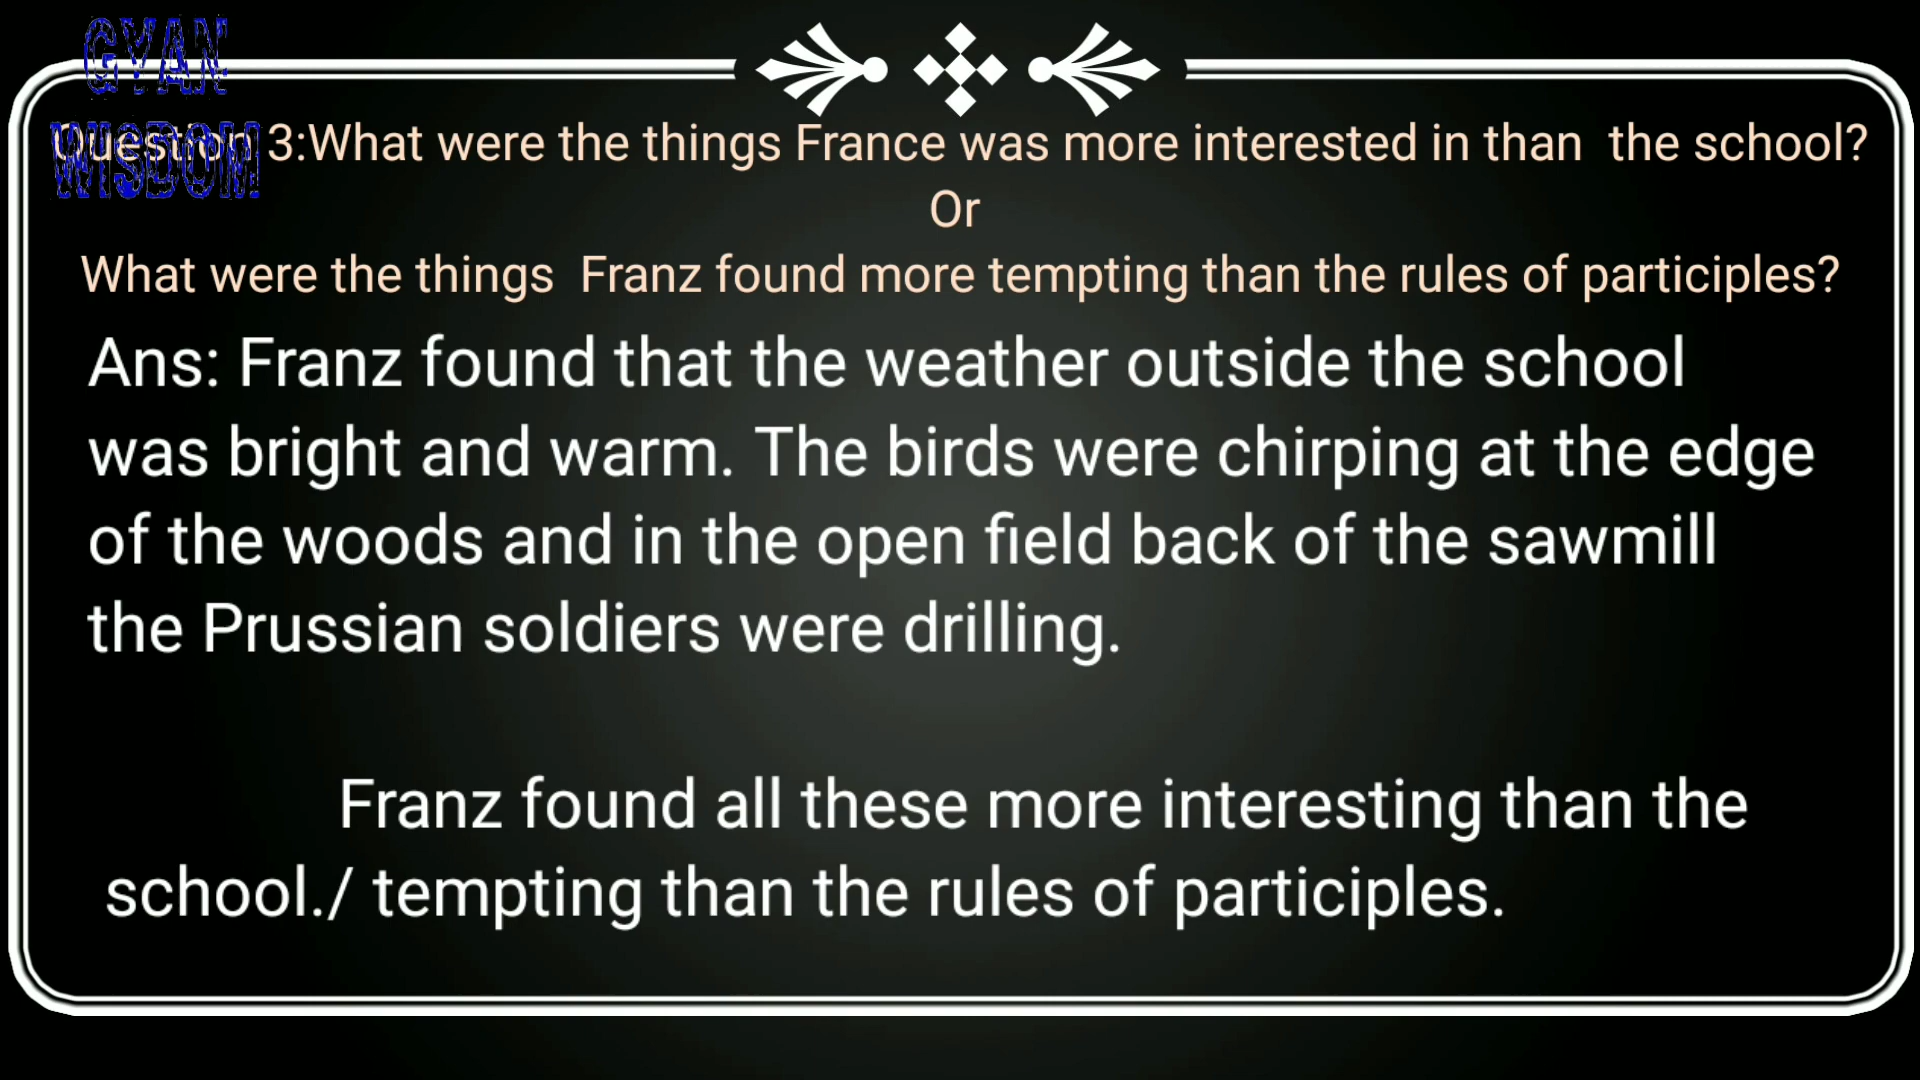 GYAN
WISDOM
Question 3:What were the things France was more interested in than the school?
Or
What were the things Franz found more tempting than the rules of participles?
Ans: Franz found that the weather outside the school
was bright and warm. The birds were chirping at the edge
of the woods and in the open field back of the sawmill
the Prussian soldiers were drilling.
Franz found all these more interesting than the
school./ tempting than the rules of participles.